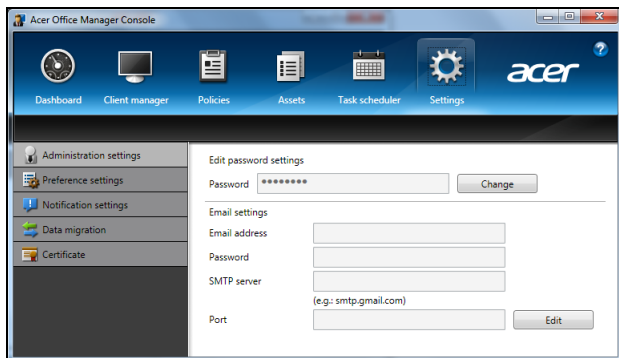 Acer Office Manager Console
acer
?
Dashboard Client manager Policies Assets Task scheduler Settings
Administration settings
Preference settings
Notification settings
Data migration
Certificate
Edit password settings
Password ******** Change
Email settings
Email address
Password
SMTP server
(e.g.: smtp.gmail.com)
Port Edit